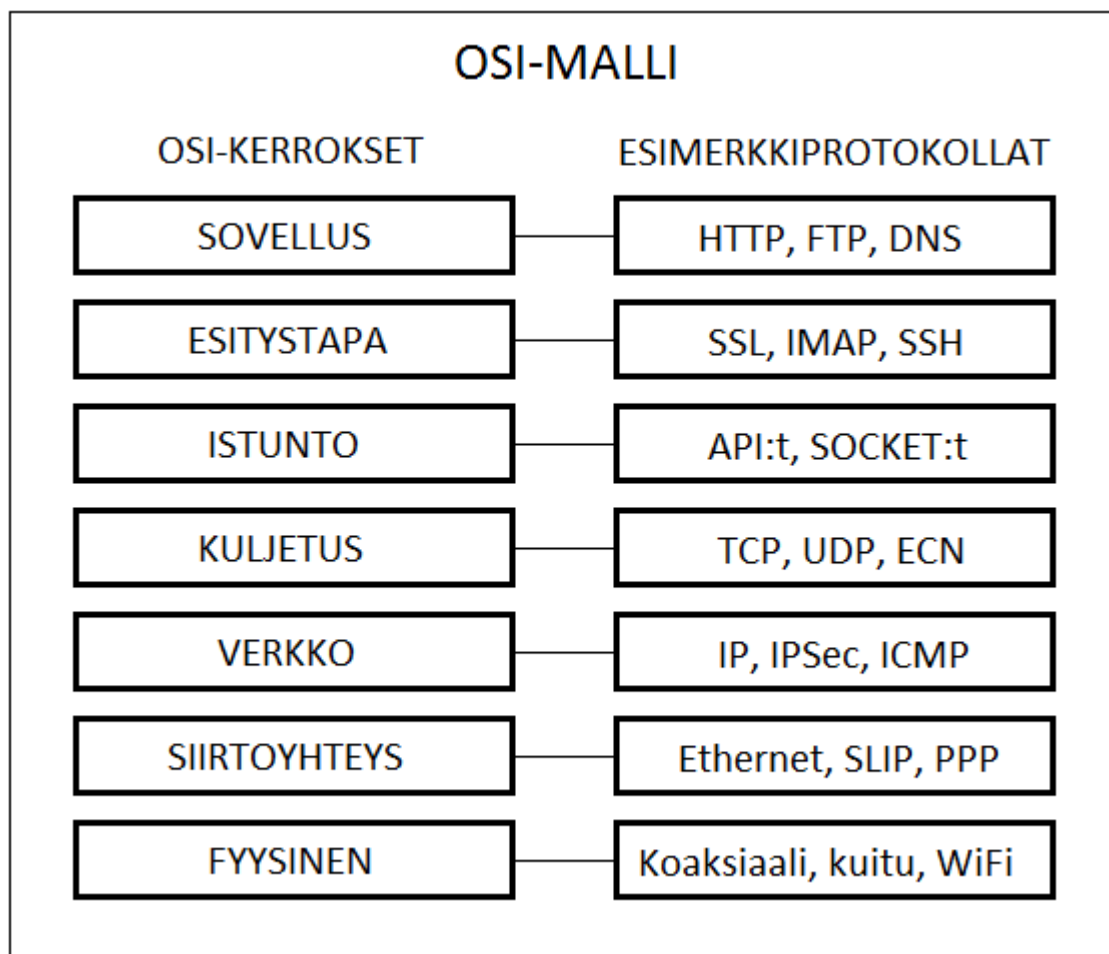 OSI-MALLI
OSI-KERROKSET
ESIMERKKIPROTOKOLLAT
SOVELLUS
HTTP, FTP, DNS
ESITYSTAPA
SSL, IMAP, SSH
ISTUNTO
API:t, SOCKET:t
KULJETUS
TCP, UDP, ECN
VERKKO
IP, IPSec, ICMP
SIIRTOYHTEYS
Ethernet, SLIP, PPP
FYYSINEN
Koaksiaali, kuitu, WiFi